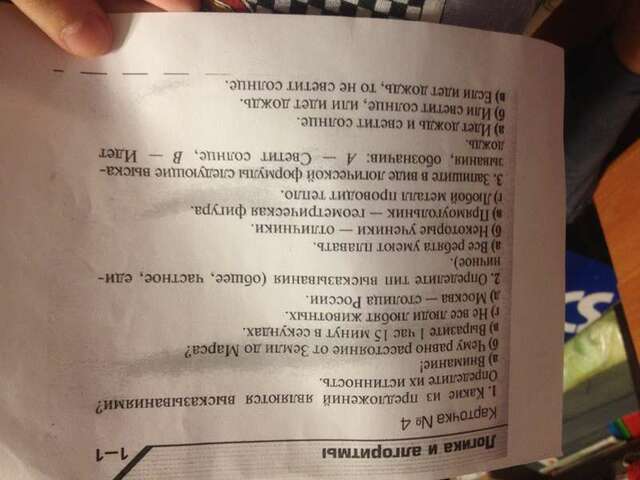 Логика и алгоритмы 1–1
Карточка № 4
1. Какие из предложений являются высказываниями?
Определите их истинность.
а) Внимание!
б) Чему равно расстояние от Земли до Марса?
в) Выразите 1 час 15 минут в секундах.
г) Не все люди любят животных.
д) Москва — столица России.
2. Определите тип высказывания (общее, частное, еди-
ничное).
а) Все ребята умеют плавать.
б) Некоторые ученики — отличники.
в) Прямоугольник — геометрическая фигура.
г) Любой металл проводит тепло.
3. Запишите в виде логической формулы следующие выска-
зывания, обозначив: A — Светит солнце, B — Идет
дождь.
а) Идет дождь и светит солнце.
б) Или светит солнце, или идет дождь.
в) Если идет дождь, то не светит солнце.